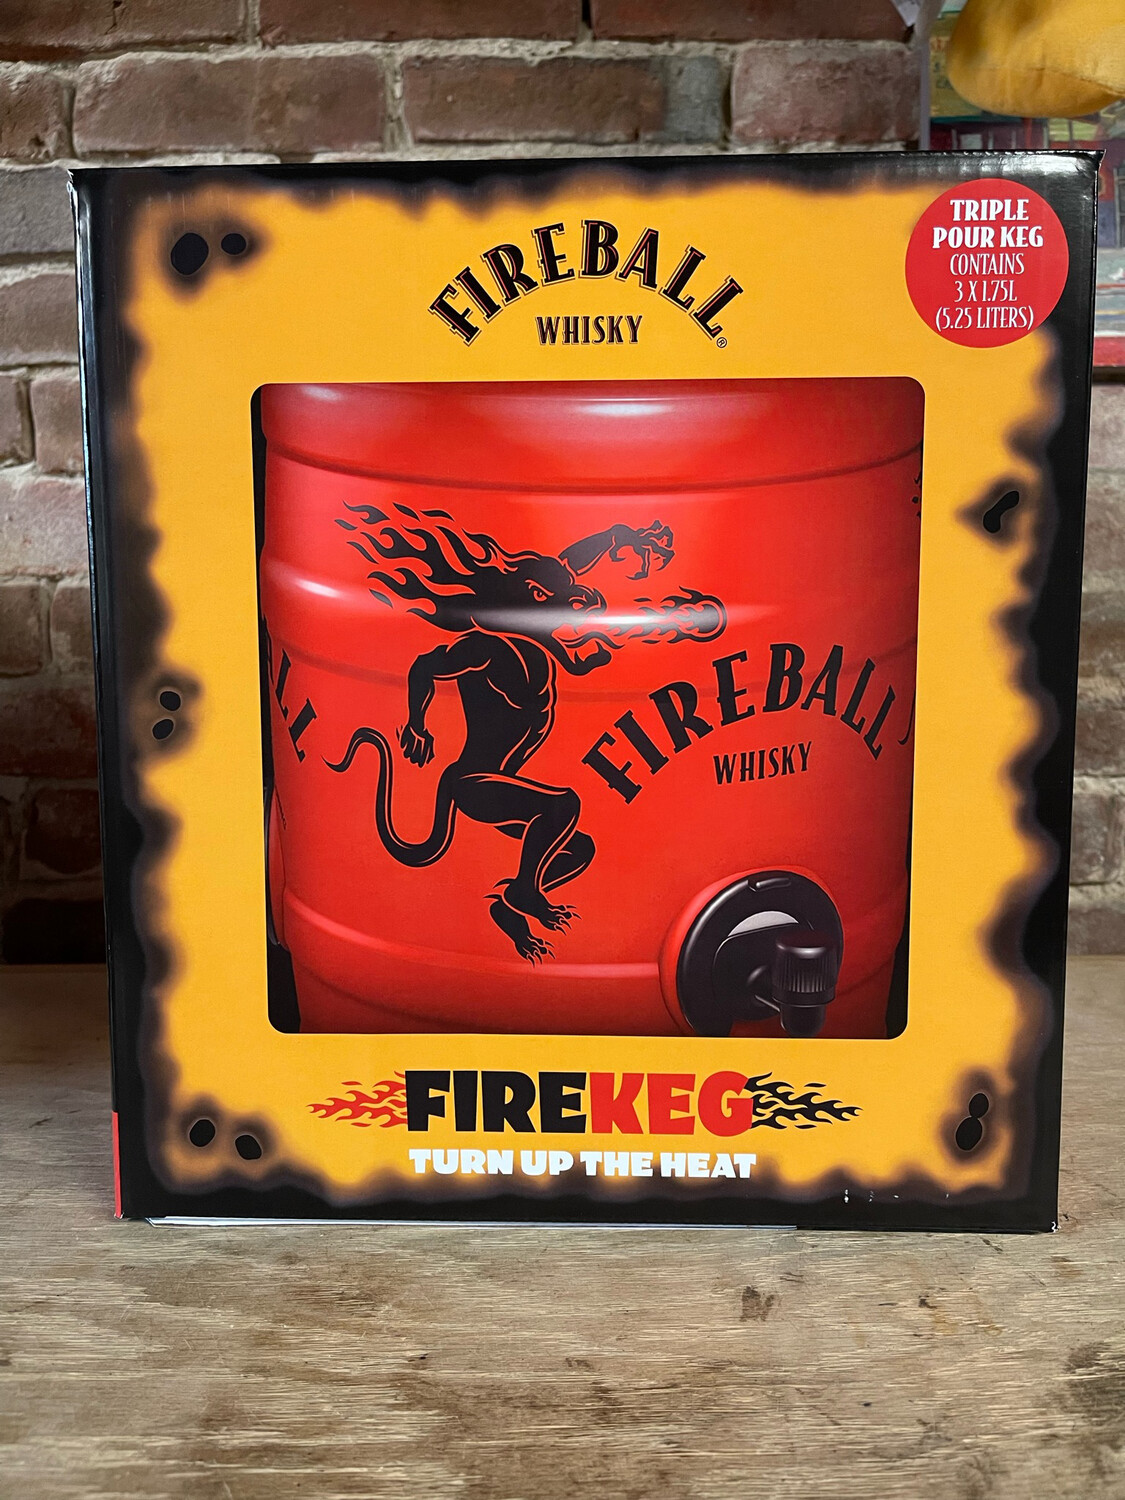 FIREBALL
WHISKY®
TRIPLE
POUR KEG
CONTAINS
3 X 1.75L
(5.25 LITERS)
ALL
FIREBALL
WHISKY
FIREKEG
TURN UP THE HEAT